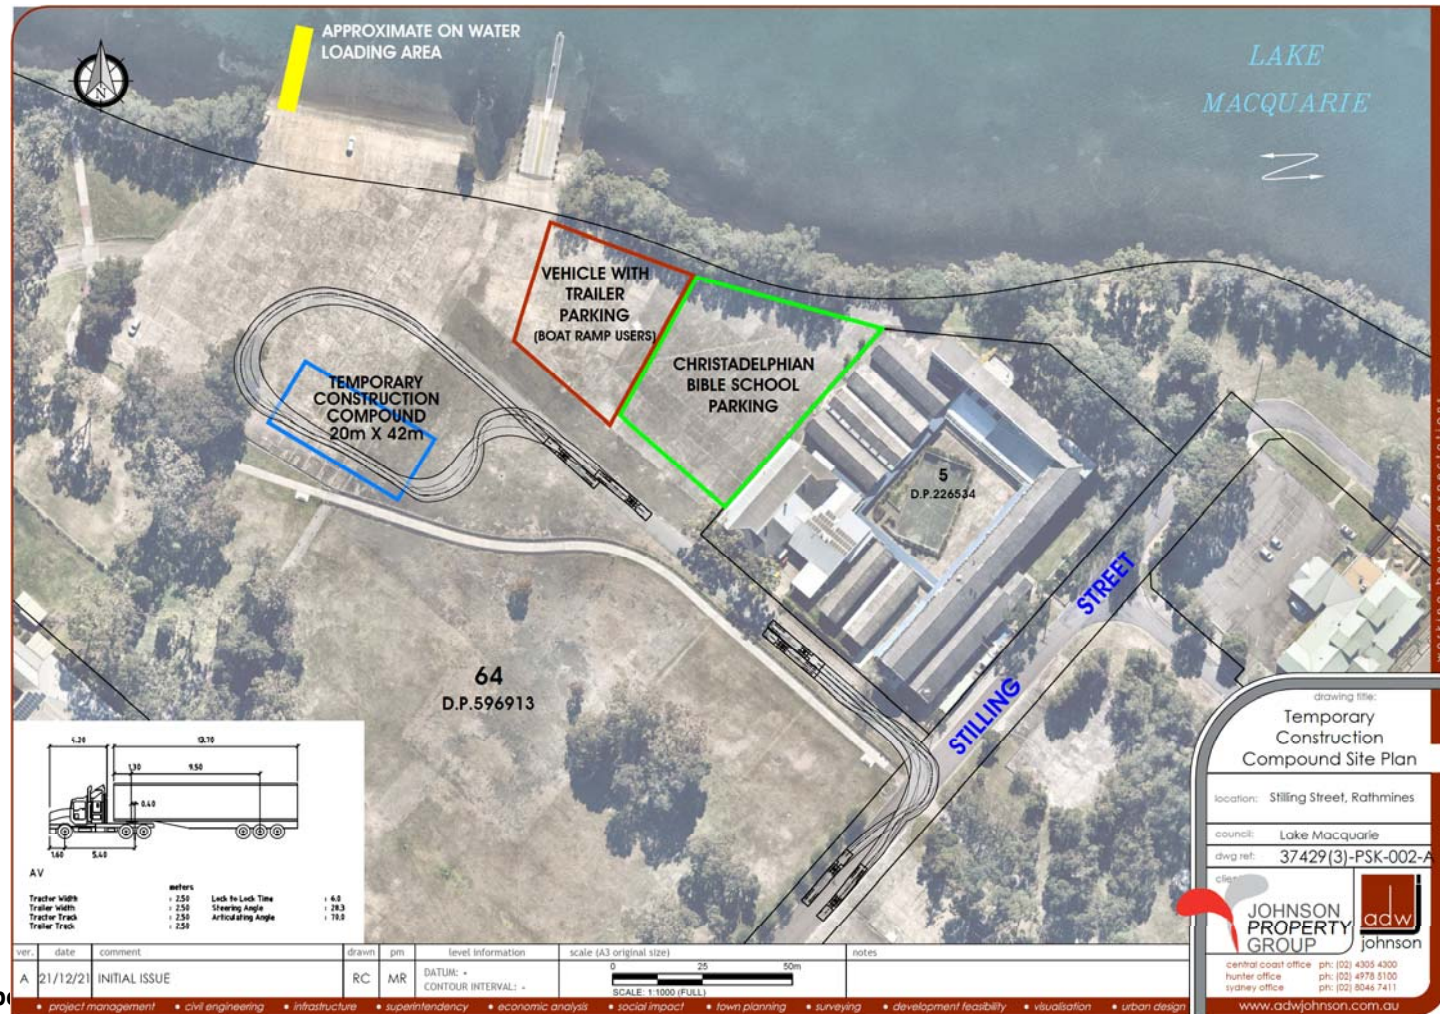 APPROXIMATE ON WATER
LOADING AREA
LAKE
MACQUARIE
N
VEHICLE WITH
TRAILER
PARKING
(BOAT RAMP USERS)
CHRISTADELPHIAN
BIBLE SCHOOL
PARKING
TEMPORARY
CONSTRUCTION
COMPOUND
20m X 42m
5
D.P.226534
STILLING STREET
64
D.P.596913
4.20
13.70
1.30
9.50
0.40
1.60
5.40
AV
meters
Tractor Width : 2.50 Lock to Lock Time : 6.0
Trailer Width : 2.50 Steering Angle : 28.3
Tractor Track : 2.50 Articulating Angle : 70.0
Trailer Track : 2.50
working beyond expectations
drawing title:
Temporary
Construction
Compound Site Plan
location: Stilling Street, Rathmines
council: Lake Macquarie
dwg ref: 37429(3)-PSK-002-A
JOHNSON
PROPERTY
GROUP
adw
johnson
central coast office ph: (02) 4305 4300
hunter office ph: (02) 4978 5100
sydney office ph: (02) 8046 7411
www.adwjohnson.com.au
ver. date comment drawn pm level information scale (A3 original size) notes
A 21/12/21 INITIAL ISSUE RC MR
DATUM: -
CONTOUR INTERVAL: -
0 25 50m
SCALE: 1:1000 (FULL)
• project management • civil engineering • infrastructure • superintendency • economic analysis • social impact • town planning • surveying • development feasibility • visualisation • urban design